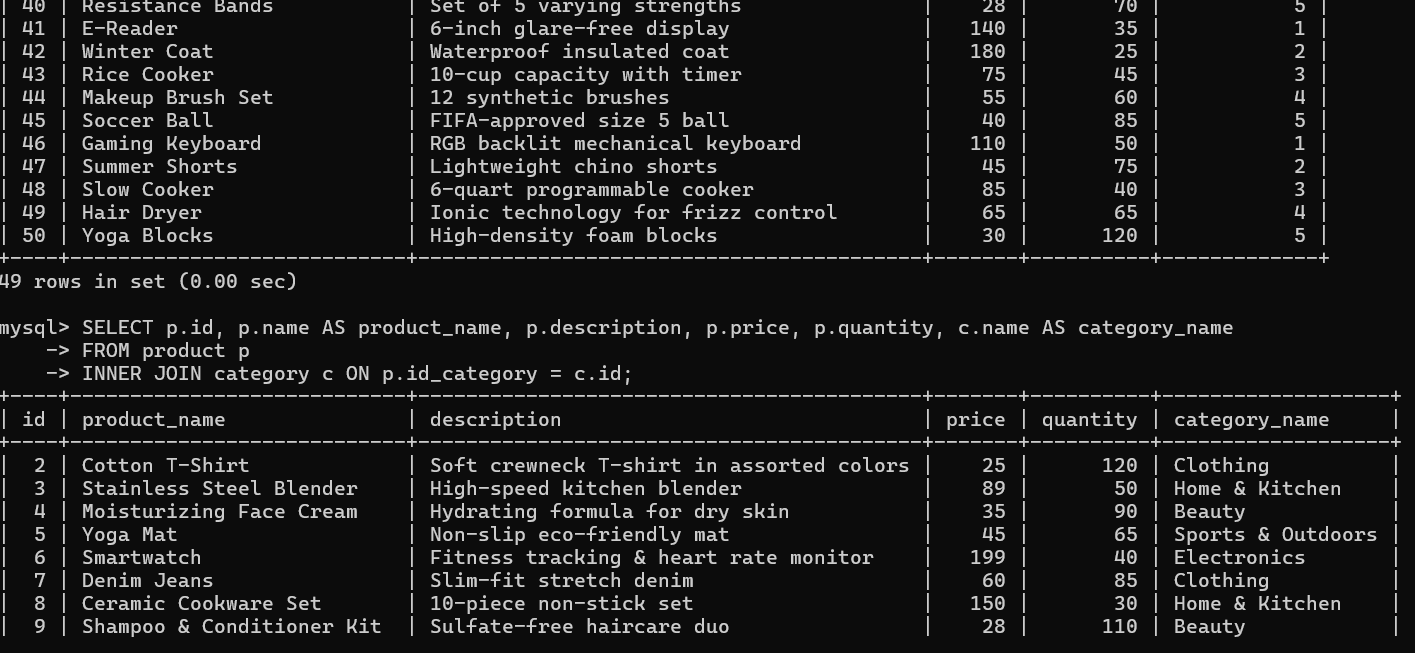 | 40 | Resistance Bands | Set of 5 varying strengths | 28 | 70 | 5 |
| 41 | E-Reader | 6-inch glare-free display | 140 | 35 | 1 |
| 42 | Winter Coat | Waterproof insulated coat | 180 | 25 | 2 |
| 43 | Rice Cooker | 10-cup capacity with timer | 75 | 45 | 3 |
| 44 | Makeup Brush Set | 12 synthetic brushes | 55 | 60 | 4 |
| 45 | Soccer Ball | FIFA-approved size 5 ball | 40 | 85 | 5 |
| 46 | Gaming Keyboard | RGB backlit mechanical keyboard | 110 | 50 | 1 |
| 47 | Summer Shorts | Lightweight chino shorts | 45 | 75 | 2 |
| 48 | Slow Cooker | 6-quart programmable cooker | 85 | 40 | 3 |
| 49 | Hair Dryer | Ionic technology for frizz control | 65 | 65 | 4 |
| 50 | Yoga Blocks | High-density foam blocks | 30 | 120 | 5 |
+----+----------------------------+------------------------------------------+-------+----------+-------------+
49 rows in set (0.00 sec)
mysql> SELECT p.id, p.name AS product_name, p.description, p.price, p.quantity, c.name AS category_name
-> FROM product p
-> INNER JOIN category c ON p.id_category = c.id;
+----+----------------------------+------------------------------------------+-------+----------+-------------------+
| id | product_name | description | price | quantity | category_name |
+----+----------------------------+------------------------------------------+-------+----------+-------------------+
| 2 | Cotton T-Shirt | Soft crewneck T-shirt in assorted colors | 25 | 120 | Clothing |
| 3 | Stainless Steel Blender | High-speed kitchen blender | 89 | 50 | Home & Kitchen |
| 4 | Moisturizing Face Cream | Hydrating formula for dry skin | 35 | 90 | Beauty |
| 5 | Yoga Mat | Non-slip eco-friendly mat | 45 | 65 | Sports & Outdoors |
| 6 | Smartwatch | Fitness tracking & heart rate monitor | 199 | 40 | Electronics |
| 7 | Denim Jeans | Slim-fit stretch denim | 60 | 85 | Clothing |
| 8 | Ceramic Cookware Set | 10-piece non-stick set | 150 | 30 | Home & Kitchen |
| 9 | Shampoo & Conditioner Kit | Sulfate-free haircare duo | 28 | 110 | Beauty |